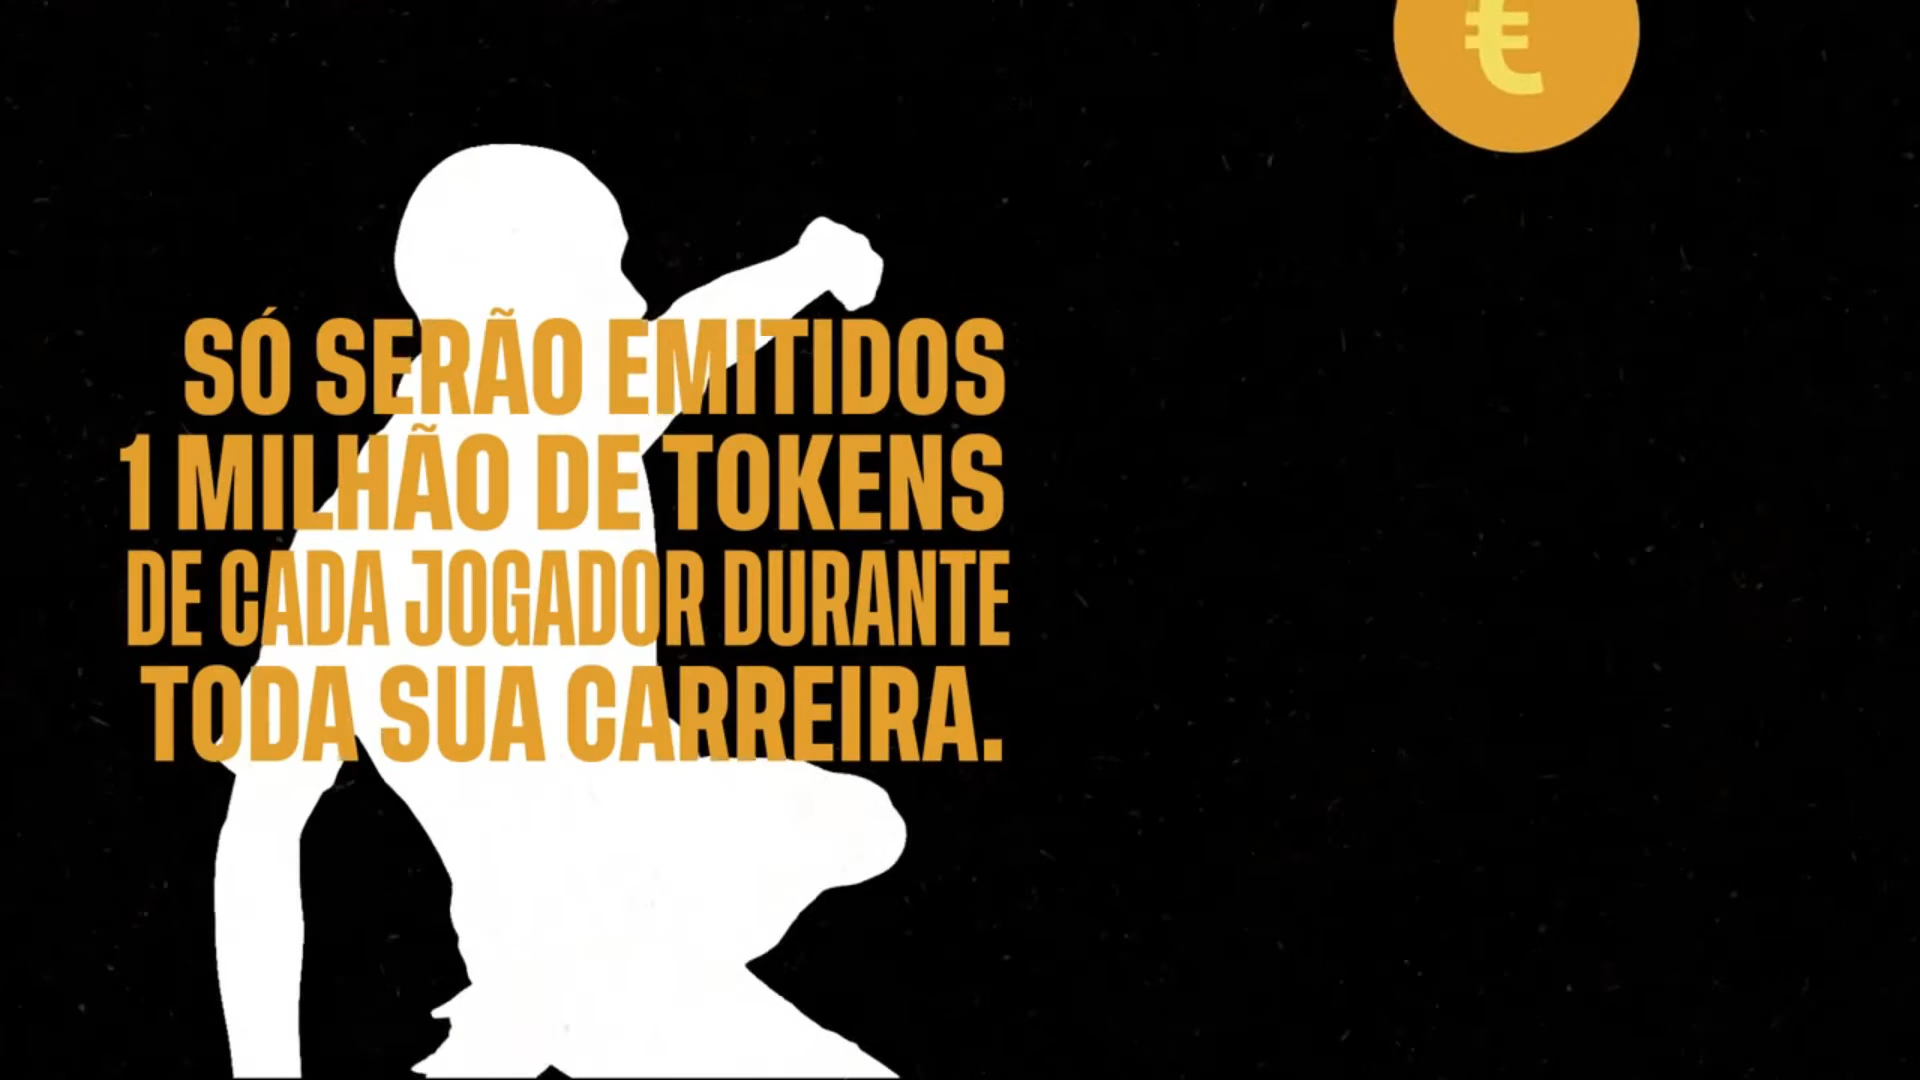 €
SÓ SERÃO EMITIDOS
1 MILHÃO DE TOKENS
DE CADA JOGADOR DURANTE
TODA SUA CARREIRA.